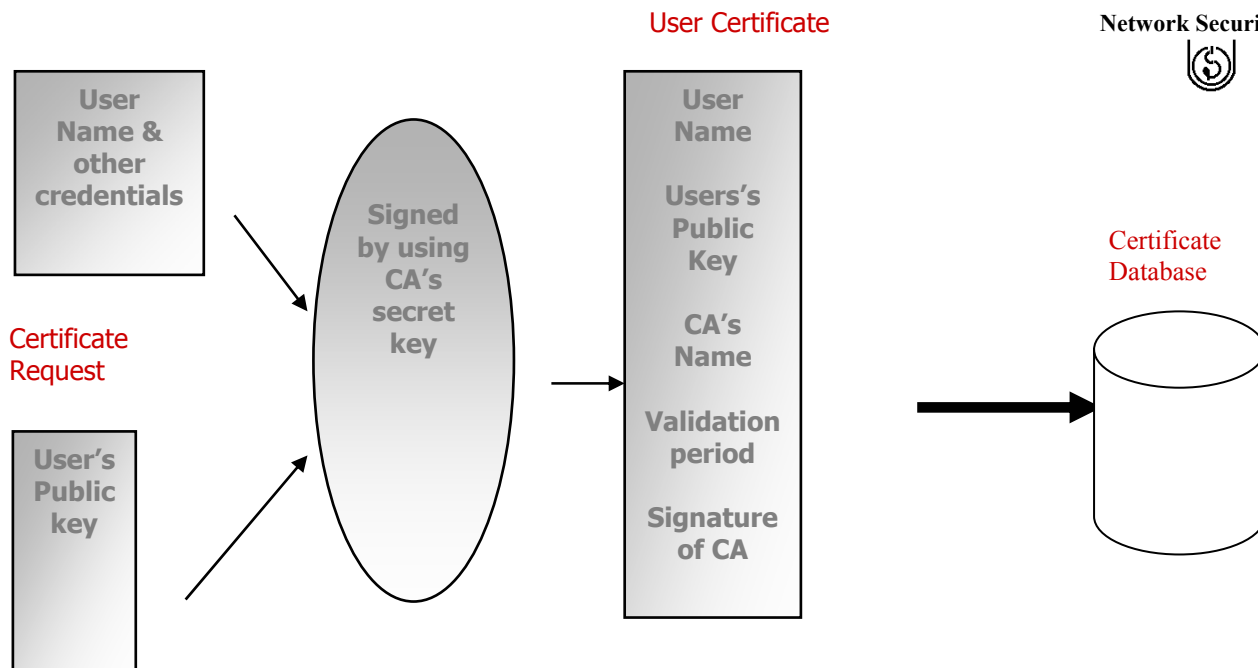 User Certificate
Network Securi
User
Name &
other
credentials
Signed
by using
CA’s
secret
key
User
Name
Users’s
Public
Key
CA’s
Name
Validation
period
Signature
of CA
Certificate
Database
Certificate
Request
User’s
Public
key